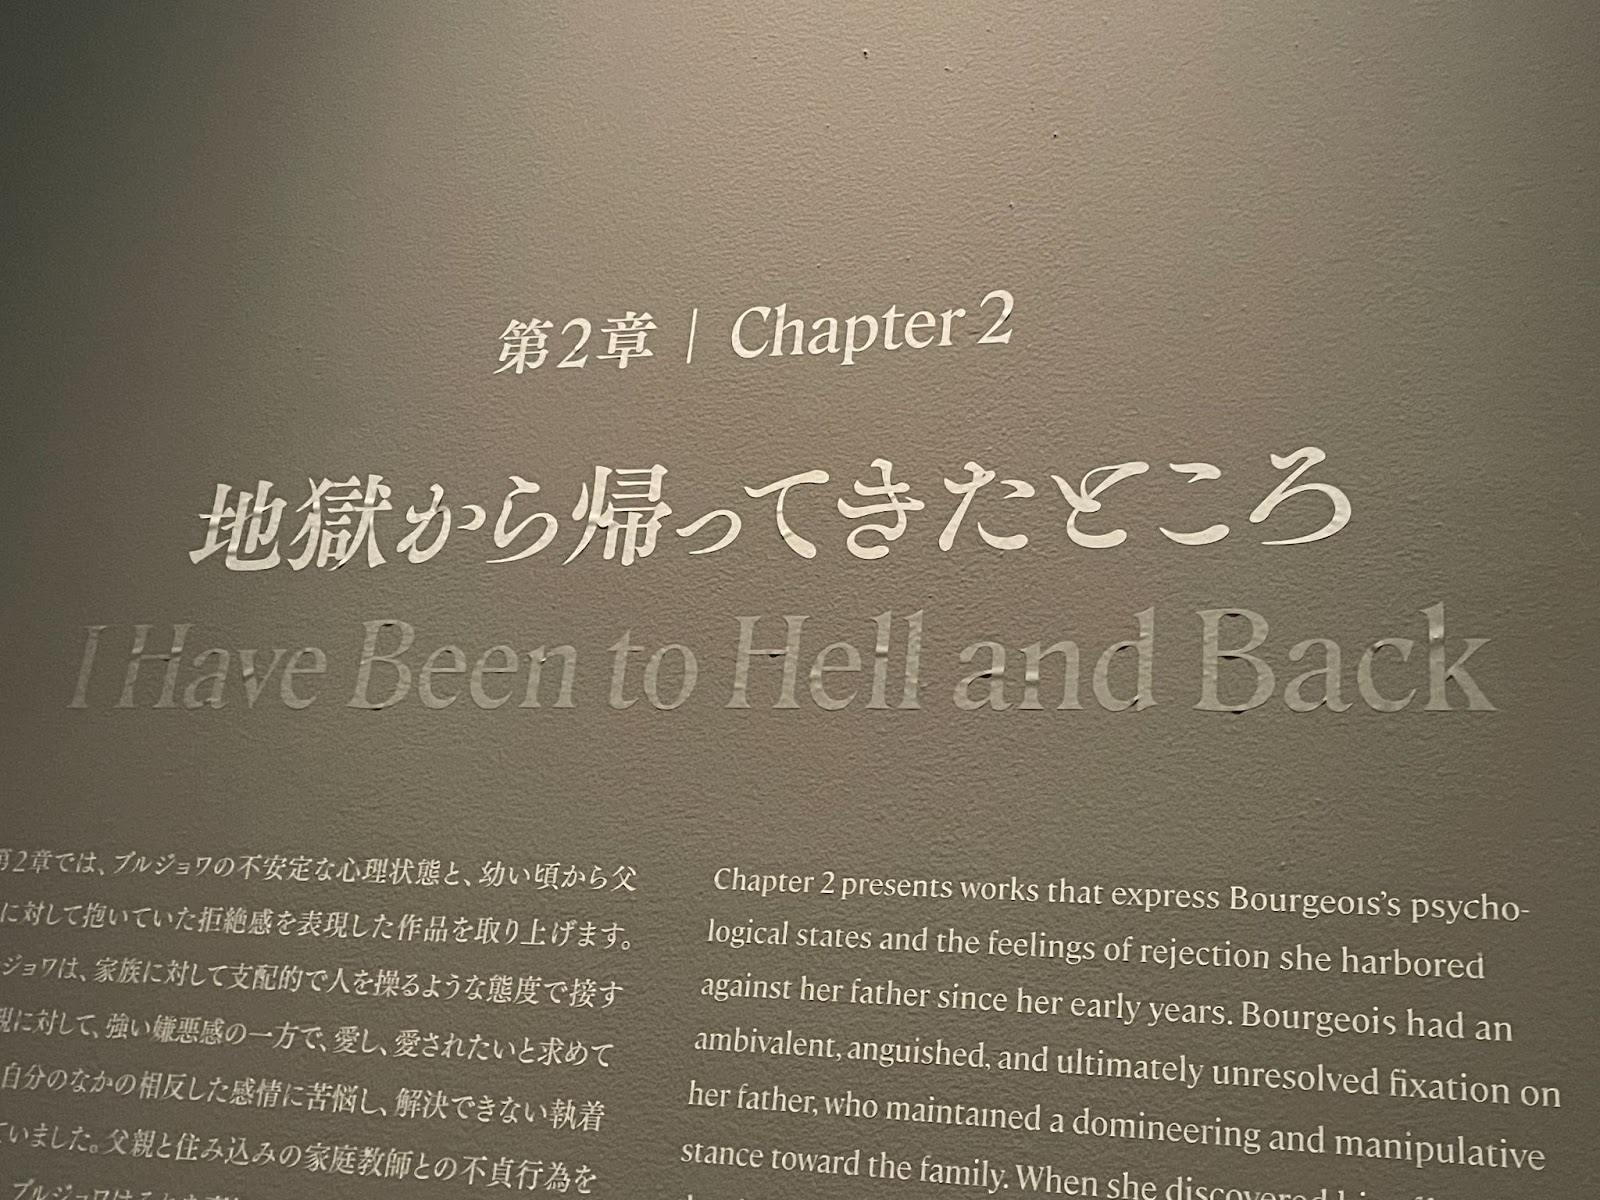 第2章 | Chapter 2
地獄から帰ってきたところ
I Have Been to Hell and Back
第2章では、ブルジョワの不安定な心理状態と、幼い頃から父
に対して抱いていた拒絶感を表現した作品を取り上げます。
ジョワは、家族に対して支配的で人を操るような態度で接す
親に対して、強い嫌悪感の一方で、愛し、愛されたいと求めて
自分のなかの相反した感情に苦悩し、解決できない執着
ていました。父親と住み込みの家庭教師との不貞行為を
Chapter 2 presents works that express Bourgeois's psycho-
logical states and the feelings of rejection she harbored
against her father since her early years. Bourgeois had an
ambivalent, anguished, and ultimately unresolved fixation on
her father, who maintained a domineering and manipulative
stance toward the family. When she discovered